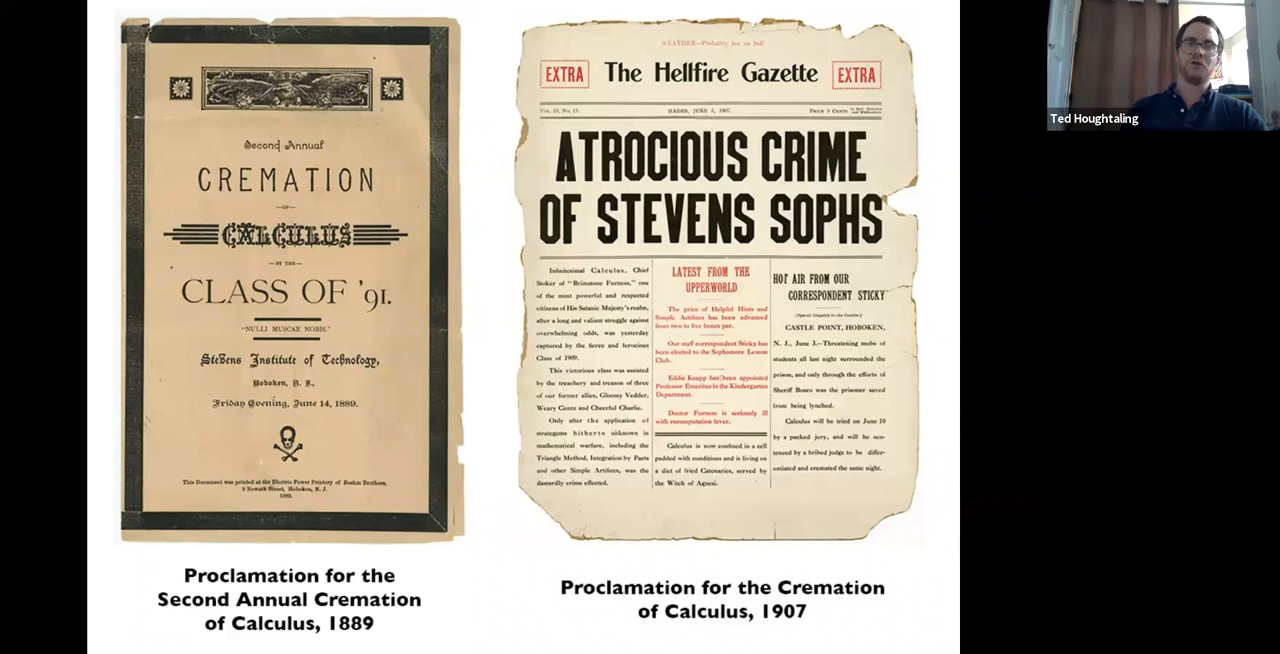 Second Annual
CREMATION
—OF—
CALCULUS
—BY THE—
CLASS OF '91.
"NULLI MUSCAE NOBIS."
Stevens Institute of Technology,
Hoboken, N. J.,
Friday Evening, June 14, 1889.
This Document was printed at the Electric Power Printery of Roehm Brothers,
9 Newark Street, Hoboken, N. J.
1889.
Proclamation for the
Second Annual Cremation
of Calculus, 1889
WEATHER—Probably hot as hell
EXTRA The Hellfire Gazette EXTRA
VOL. 23, NO. 13. HADES, JUNE 5, 1907. PRICE 5 CENTS
ATROCIOUS CRIME
OF STEVENS SOPHS
Infinitesimal Calculus, Chief
Stoker of "Brimstone Furness," one
of the most powerful and respected
citizens of His Satanic Majesty's realm,
after a long and valiant struggle against
overwhelming odds, was yesterday
captured by the fierce and ferocious
Class of 1909.
This victorious class was assisted
by the treachery and treason of three
of our former allies, Gloomy Vedder,
Weary Guntz and Cheerful Charlie.
Only after the application of
strategems hitherto unknown in
mathematical warfare, including the
Triangle Method, Integration by Parts
and other Simple Artifices, was the
dastardly crime effected.
LATEST FROM THE
UPPERWORLD
The price of Helpful Hints and
Simple Artifices has been advanced
from two to five bones per.
Our staff correspondent Sticky has
been elected to the Sophomore Lemon
Club.
Eddie Knapp has been appointed
Professor Emeritus in the Kindergarten
Department.
Doctor Furness is seriously ill
with recomputation fever.
Calculus is now confined in a cell
padded with conditions and is living on
a diet of fried Catenaries, served by
the Witch of Agnesi.
HOT AIR FROM OUR
CORRESPONDENT STICKY
(Special Dispatch to the Gazette.)
CASTLE POINT, HOBOKEN,
N. J., June 3.—Threatening mobs of
students all last night surrounded the
prison, and only through the efforts of
Sheriff Bosco was the prisoner saved
from being lynched.
Calculus will be tried on June 10
by a packed jury, and will be sen-
tenced by a bribed judge to be differ-
entiated and cremated the same night.
Proclamation for the Cremation
of Calculus, 1907
Ted Houghtaling